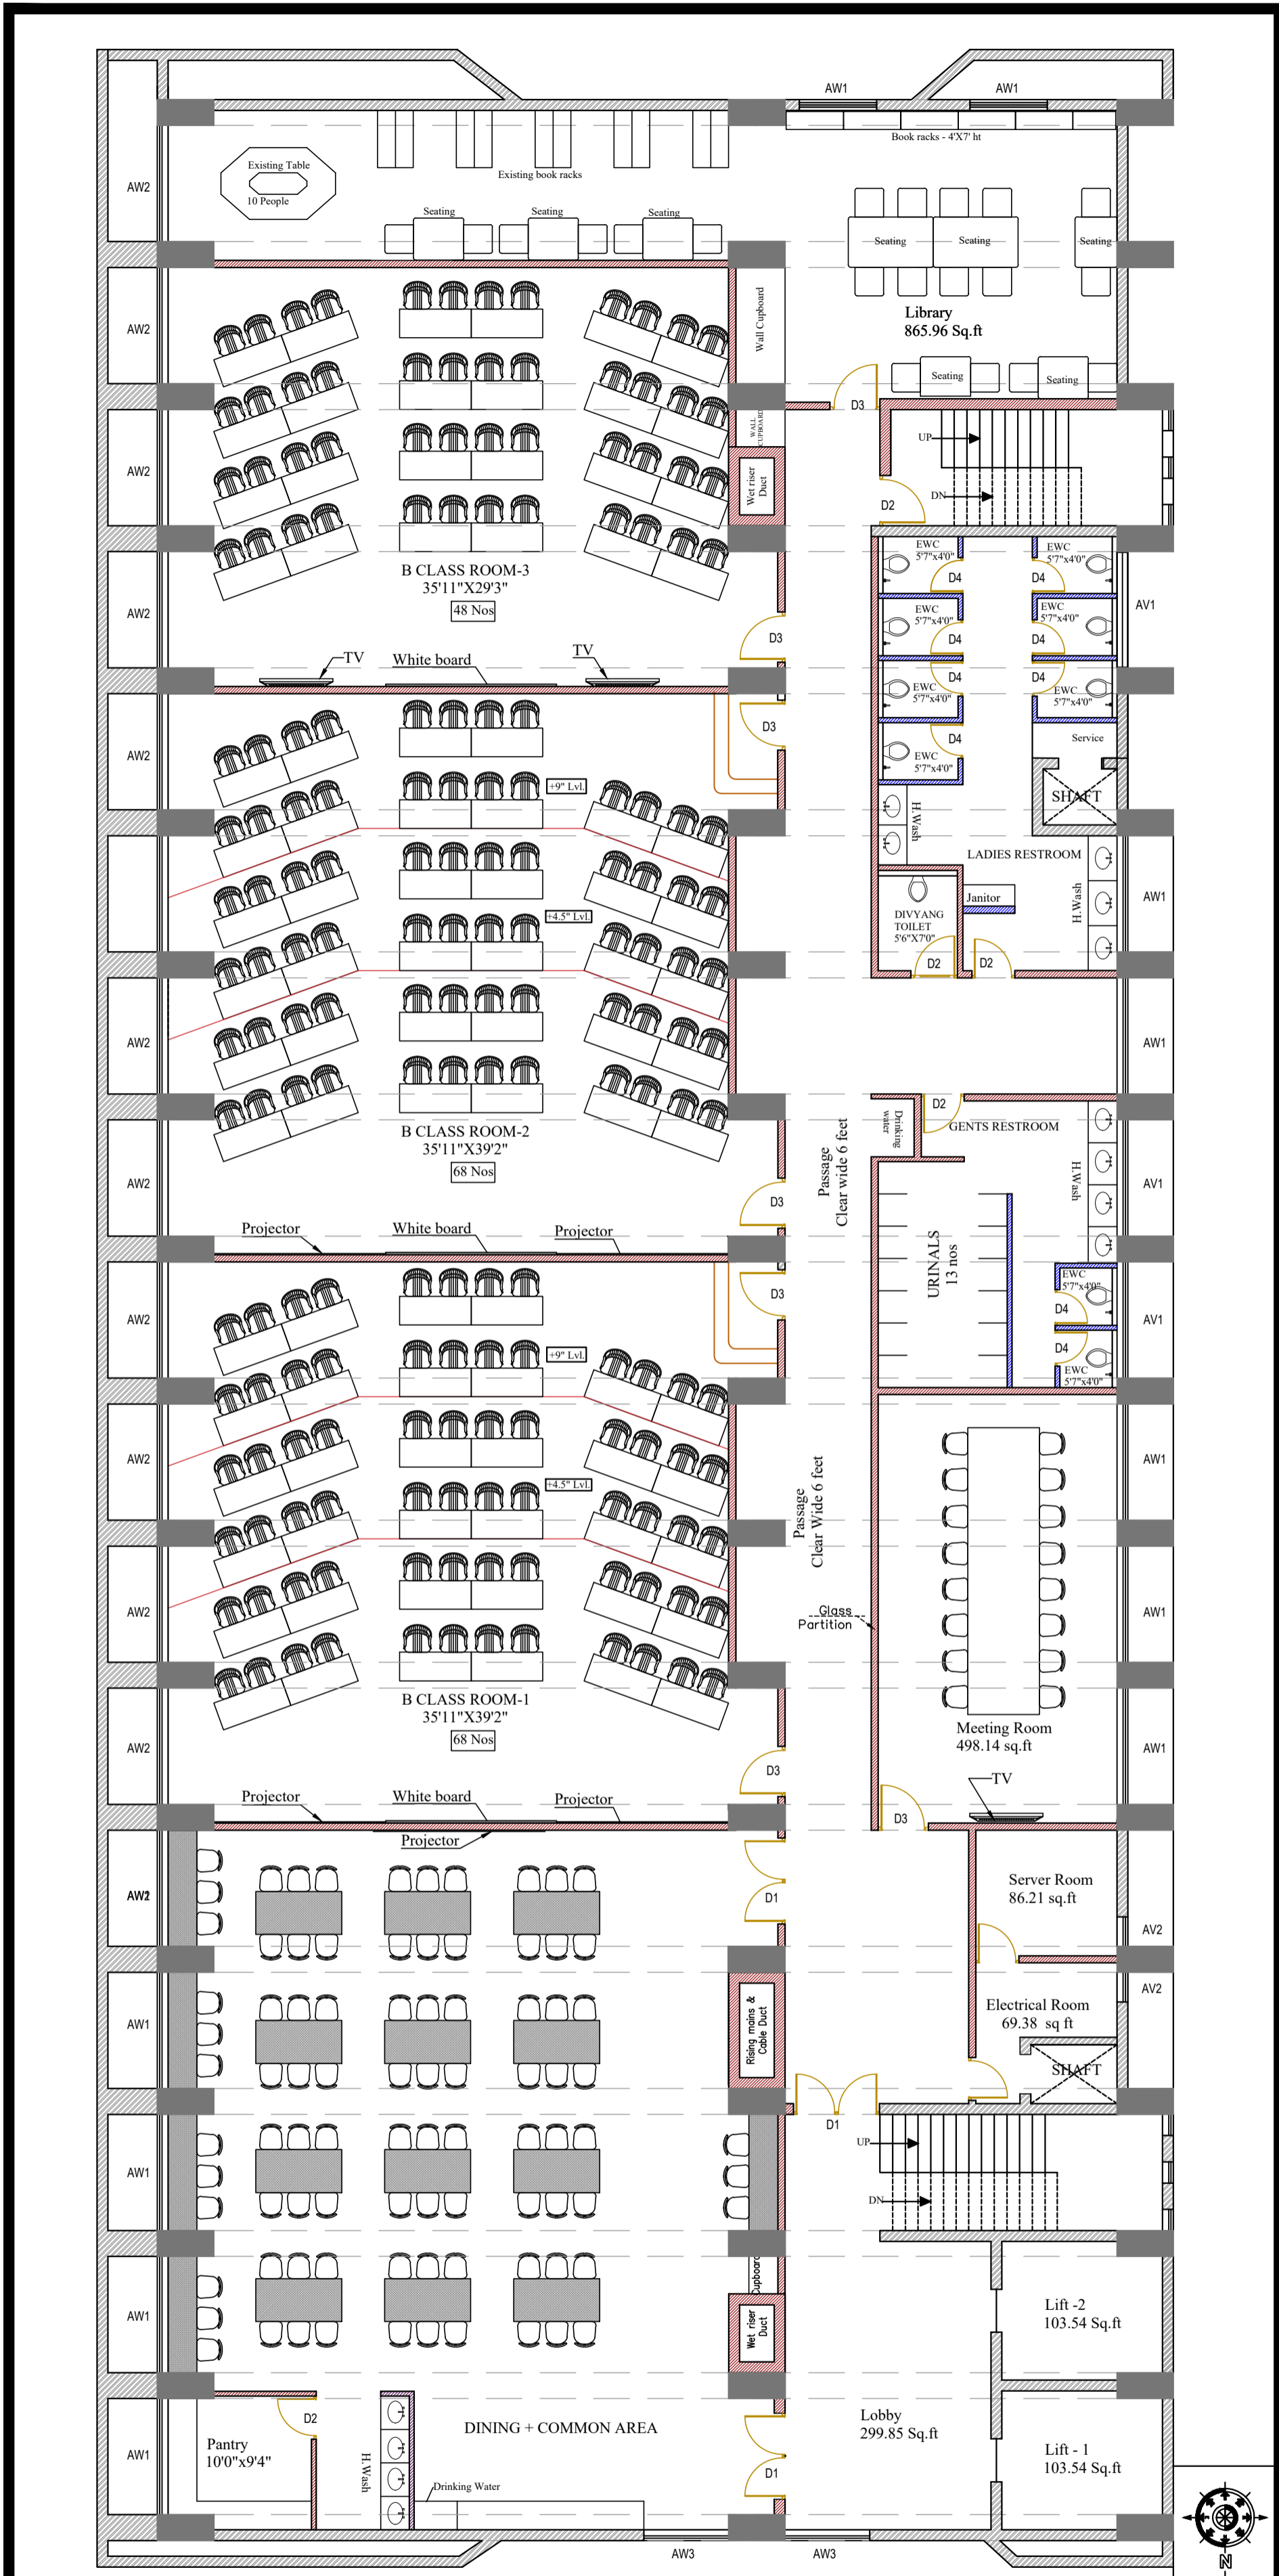 AW1
AW1
Book racks - 4'X7' ht
Existing Table
10 People
Existing book racks
AW2
Seating
Seating
Seating
Seating
Seating
Seating
Library
865.96 Sq.ft
Wall Cupboard
AW2
Seating
Seating
D3
WALL
CUPBOARD
UP
AW2
Wet riser
Duct
DN
D2
EWC
5'7"x4'0"
EWC
5'7"x4'0"
D4
D4
B CLASS ROOM-3
35'11"X29'3"
48 Nos
AW2
AV1
EWC
5'7"x4'0"
EWC
5'7"x4'0"
D4
D4
D3
TV
White board
TV
D4
D4
EWC
5'7"x4'0"
EWC
5'7"x4'0"
D3
AW2
D4
Service
EWC
5'7"x4'0"
+9" Lvl.
SHAFT
H.Wash
LADIES RESTROOM
AW2
AW1
Janitor
H.Wash
+4.5" Lvl.
DIVYANG
TOILET
5'6"X7'0"
D2
D2
AW2
AW1
D2
Drinking
water
GENTS RESTROOM
B CLASS ROOM-2
35'11"X39'2"
68 Nos
Passage
Clear wide 6 feet
H.Wash
AW2
AV1
D3
Projector
White board
Projector
URINALS
13 nos
EWC
5'7"x4'0"
D3
D4
AW2
AV1
D4
+9" Lvl.
EWC
5'7"x4'0"
AW2
AW1
+4.5" Lvl.
Passage
Clear Wide 6 feet
AW2
AW1
Glass
Partition
B CLASS ROOM-1
35'11"X39'2"
68 Nos
Meeting Room
498.14 sq.ft
AW2
AW1
D3
TV
Projector
White board
Projector
D3
Projector
Server Room
86.21 sq.ft
D1
AV2
AV2
Electrical Room
69.38 sq ft
AW1
Rising mains &
Cable Duct
SHAFT
D1
UP
AW1
DN
Cupboard
Wet riser
Duct
AW1
Lift -2
103.54 Sq.ft
D2
Pantry
10'0"x9'4"
DINING + COMMON AREA
Lobby
299.85 Sq.ft
AW1
H.Wash
Lift - 1
103.54 Sq.ft
D1
Drinking Water
AW3
AW3
N